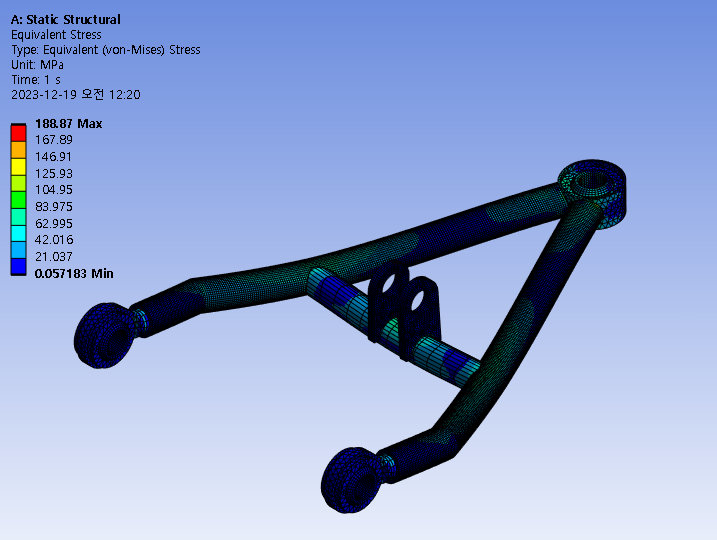 A: Static Structural
Equivalent Stress
Type: Equivalent (von-Mises) Stress
Unit: MPa
Time: 1 s
2023-12-19 오전 12:20
188.87 Max
167.89
146.91
125.93
104.95
83.975
62.995
42.016
21.037
0.057183 Min